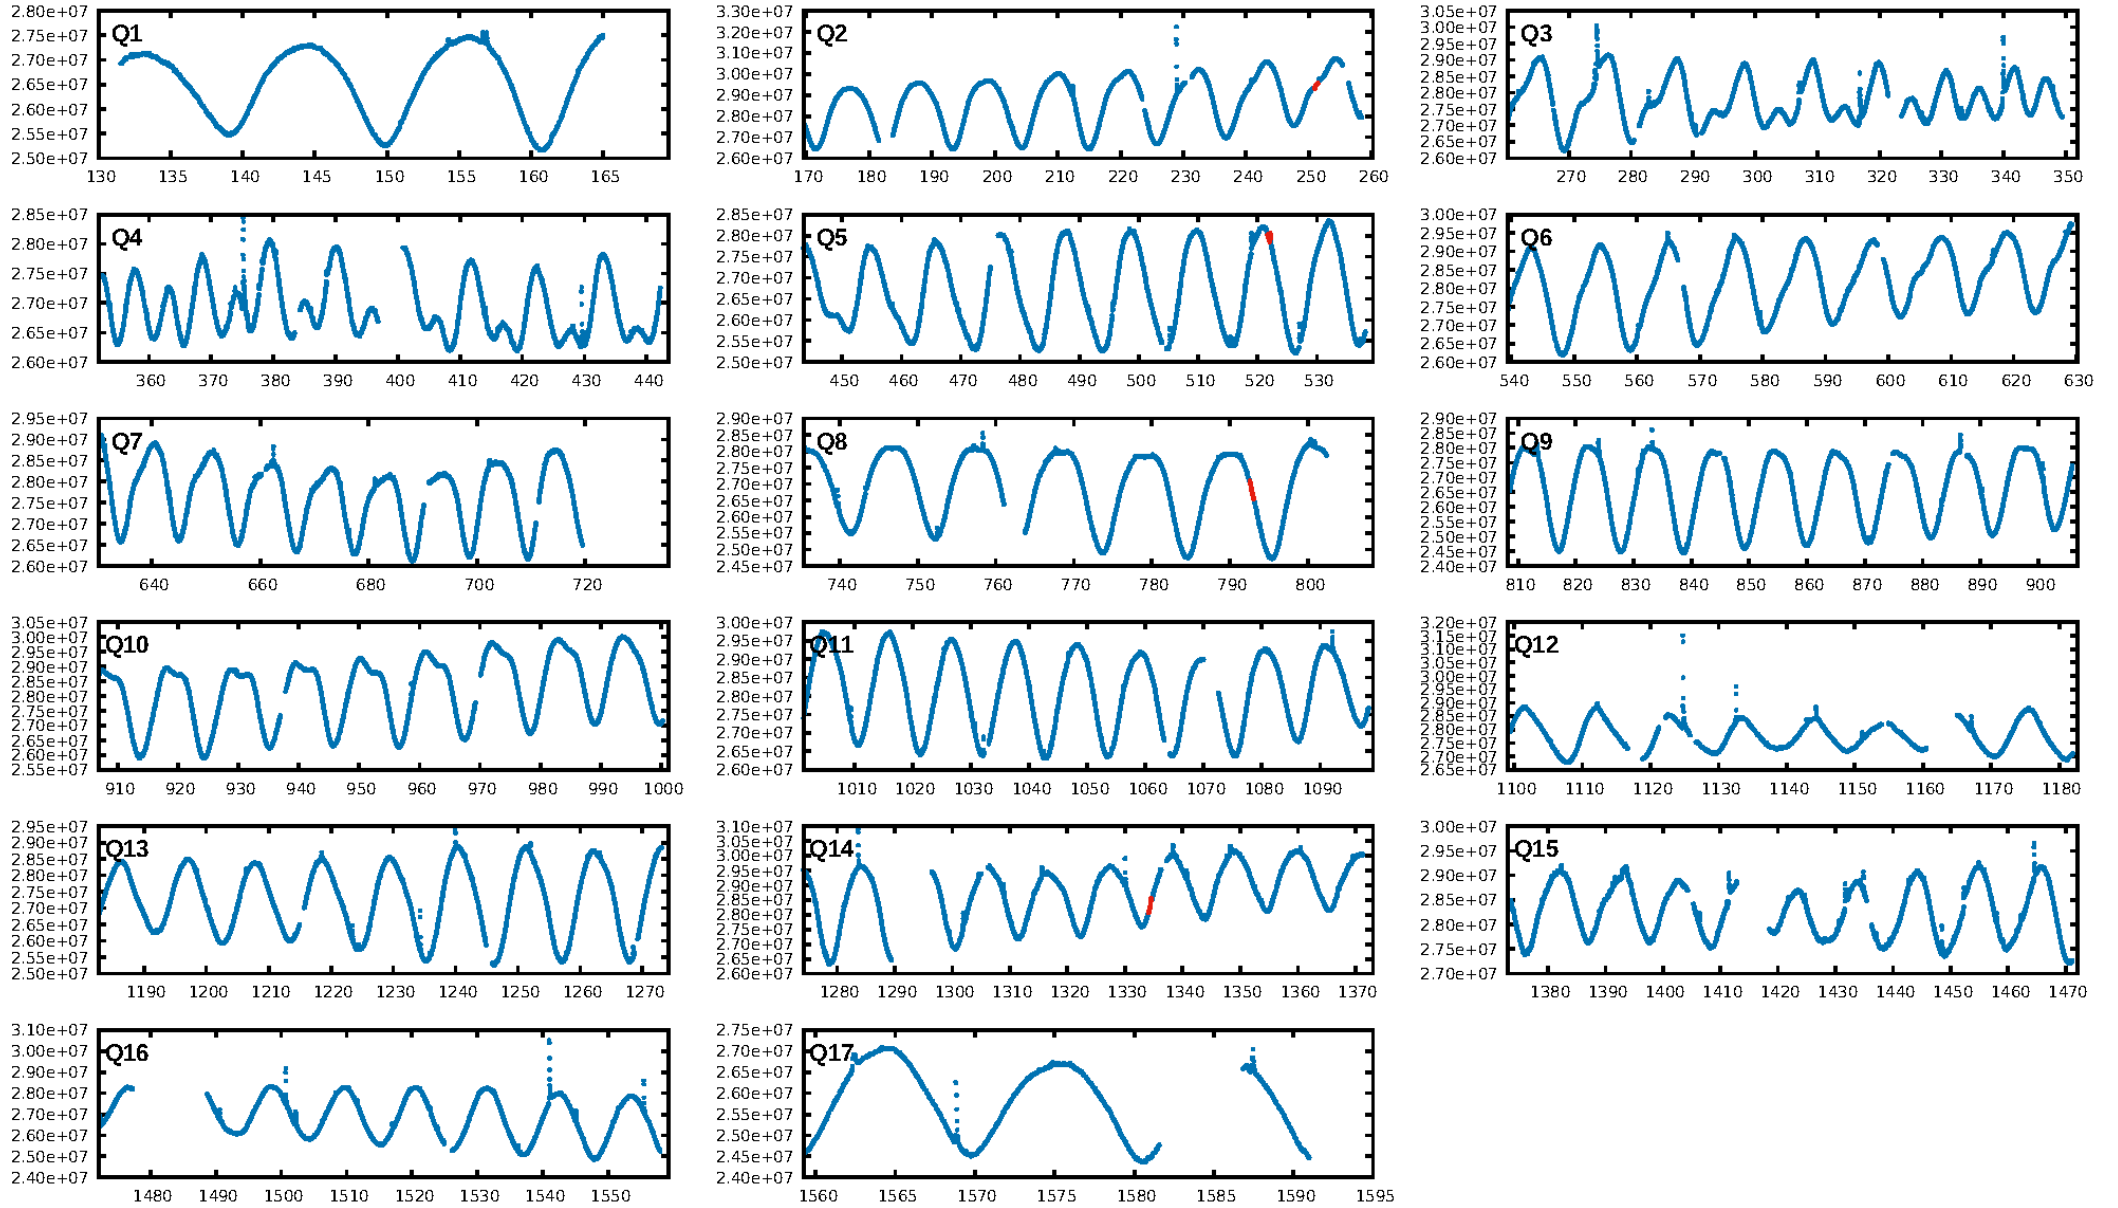 2.80e+07
2.75e+07
2.70e+07
2.65e+07
2.60e+07
2.55e+07
2.50e+07
Q1
130 135 140 145 150 155 160 165
3.30e+07
3.20e+07
3.10e+07
3.00e+07
2.90e+07
2.80e+07
2.70e+07
2.60e+07
Q2
170 180 190 200 210 220 230 240 250 260
3.05e+07
3.00e+07
2.95e+07
2.90e+07
2.85e+07
2.80e+07
2.75e+07
2.70e+07
2.65e+07
2.60e+07
Q3
270 280 290 300 310 320 330 340 350
2.85e+07
2.80e+07
2.75e+07
2.70e+07
2.65e+07
2.60e+07
Q4
360 370 380 390 400 410 420 430 440
2.85e+07
2.80e+07
2.75e+07
2.70e+07
2.65e+07
2.60e+07
2.55e+07
2.50e+07
Q5
450 460 470 480 490 500 510 520 530
3.00e+07
2.95e+07
2.90e+07
2.85e+07
2.80e+07
2.75e+07
2.70e+07
2.65e+07
2.60e+07
Q6
540 550 560 570 580 590 600 610 620 630
2.95e+07
2.90e+07
2.85e+07
2.80e+07
2.75e+07
2.70e+07
2.65e+07
2.60e+07
Q7
640 660 680 700 720
2.90e+07
2.85e+07
2.80e+07
2.75e+07
2.70e+07
2.65e+07
2.60e+07
2.55e+07
2.50e+07
2.45e+07
Q8
740 750 760 770 780 790 800
2.90e+07
2.85e+07
2.80e+07
2.75e+07
2.70e+07
2.65e+07
2.60e+07
2.55e+07
2.50e+07
2.45e+07
2.40e+07
Q9
810 820 830 840 850 860 870 880 890 900
3.05e+07
3.00e+07
2.95e+07
2.90e+07
2.85e+07
2.80e+07
2.75e+07
2.70e+07
2.65e+07
2.60e+07
2.55e+07
Q10
910 920 930 940 950 960 970 980 990 1000
3.00e+07
2.95e+07
2.90e+07
2.85e+07
2.80e+07
2.75e+07
2.70e+07
2.65e+07
2.60e+07
Q11
1010 1020 1030 1040 1050 1060 1070 1080 1090
3.20e+07
3.15e+07
3.10e+07
3.05e+07
3.00e+07
2.95e+07
2.90e+07
2.85e+07
2.80e+07
2.75e+07
2.70e+07
2.65e+07
Q12
1100 1110 1120 1130 1140 1150 1160 1170 1180
2.95e+07
2.90e+07
2.85e+07
2.80e+07
2.75e+07
2.70e+07
2.65e+07
2.60e+07
2.55e+07
2.50e+07
Q13
1190 1200 1210 1220 1230 1240 1250 1260 1270
3.10e+07
3.05e+07
3.00e+07
2.95e+07
2.90e+07
2.85e+07
2.80e+07
2.75e+07
2.70e+07
2.65e+07
2.60e+07
Q14
1280 1290 1300 1310 1320 1330 1340 1350 1360 1370
3.00e+07
2.95e+07
2.90e+07
2.85e+07
2.80e+07
2.75e+07
2.70e+07
Q15
1380 1390 1400 1410 1420 1430 1440 1450 1460 1470
3.10e+07
3.00e+07
2.90e+07
2.80e+07
2.70e+07
2.60e+07
2.50e+07
2.40e+07
Q16
1480 1490 1500 1510 1520 1530 1540 1550
2.75e+07
2.70e+07
2.65e+07
2.60e+07
2.55e+07
2.50e+07
2.45e+07
2.40e+07
Q17
1560 1565 1570 1575 1580 1585 1590 1595